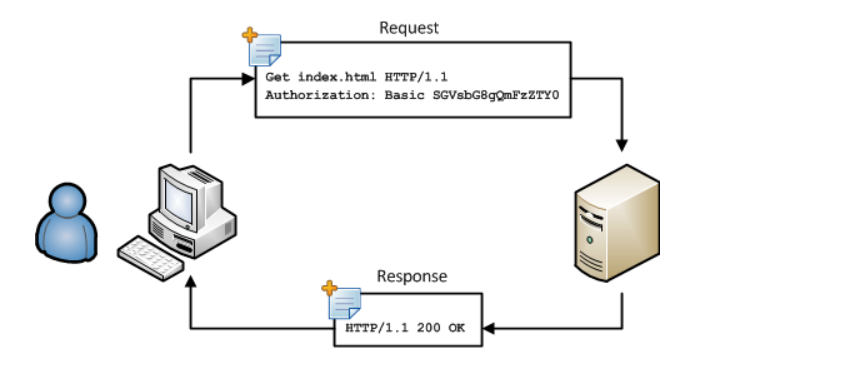 Request
Get index.html HTTP/1.1
Authorization: Basic SGVsbG8gQmFzZTY0
Response
HTTP/1.1 200 OK